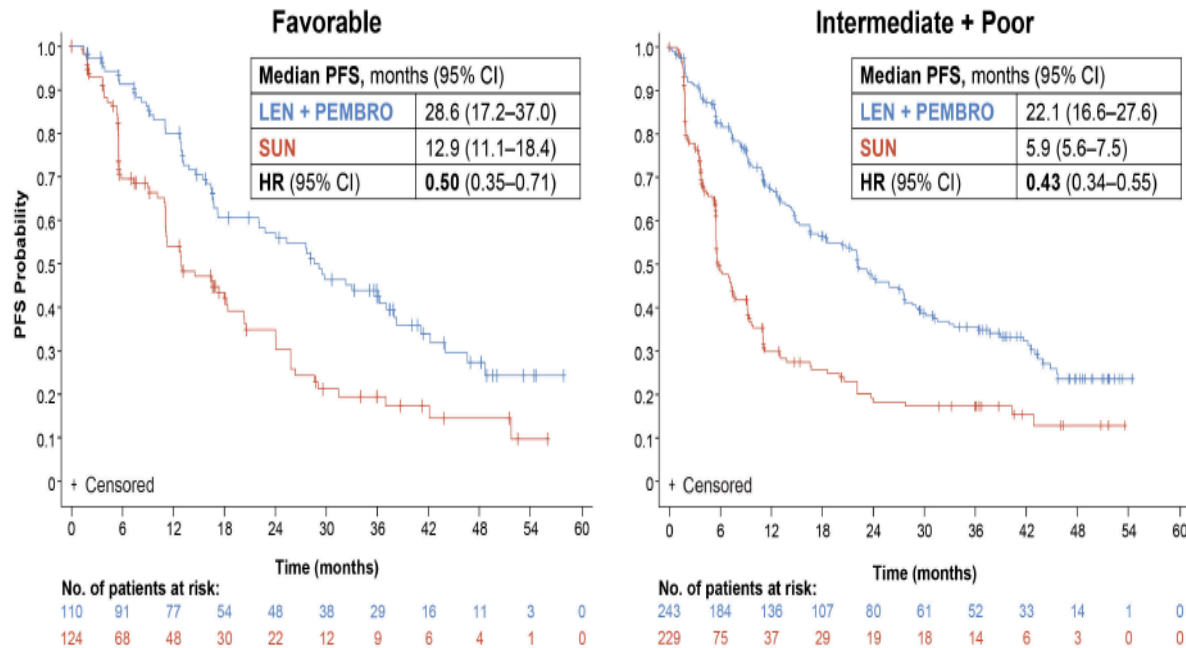 Favorable
Median PFS, months (95% CI)
LEN + PEMBRO 28.6 (17.2–37.0)
SUN 12.9 (11.1–18.4)
HR (95% CI) 0.50 (0.35–0.71)
PFS Probability
1.0
0.9
0.8
0.7
0.6
0.5
0.4
0.3
0.2
0.1
0
+ Censored
0 6 12 18 24 30 36 42 48 54 60
Time (months)
No. of patients at risk:
110 91 77 54 48 38 29 16 11 3 0
124 68 48 30 22 12 9 6 4 1 0
Intermediate + Poor
Median PFS, months (95% CI)
LEN + PEMBRO 22.1 (16.6–27.6)
SUN 5.9 (5.6–7.5)
HR (95% CI) 0.43 (0.34–0.55)
1.0
0.9
0.8
0.7
0.6
0.5
0.4
0.3
0.2
0.1
0
+ Censored
0 6 12 18 24 30 36 42 48 54 60
Time (months)
No. of patients at risk:
243 184 136 107 80 61 52 33 14 1 0
229 75 37 29 19 18 14 6 3 0 0